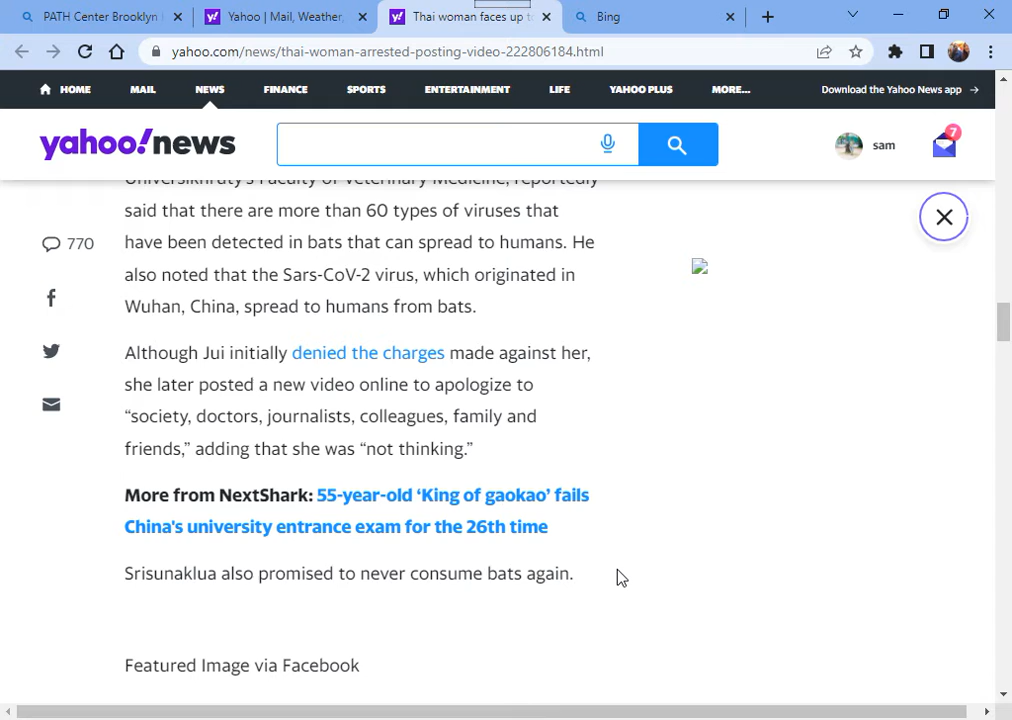 PATH Center Brooklyn
Yahoo | Mail, Weather,
Thai woman faces up t
Bing
yahoo.com/news/thai-woman-arrested-posting-video-222806184.html
HOME MAIL NEWS FINANCE SPORTS ENTERTAINMENT LIFE YAHOO PLUS MORE... Download the Yahoo News app
yahoo!news
sam
7
Universikhraty's Faculty of Veterinary Medicine, reportedly
said that there are more than 60 types of viruses that
have been detected in bats that can spread to humans. He
also noted that the Sars-CoV-2 virus, which originated in
Wuhan, China, spread to humans from bats.
770
Although Jui initially denied the charges made against her,
she later posted a new video online to apologize to
“society, doctors, journalists, colleagues, family and
friends,” adding that she was “not thinking.”
More from NextShark: 55-year-old ‘King of gaokao’ fails
China's university entrance exam for the 26th time
Srisunaklua also promised to never consume bats again.
Featured Image via Facebook